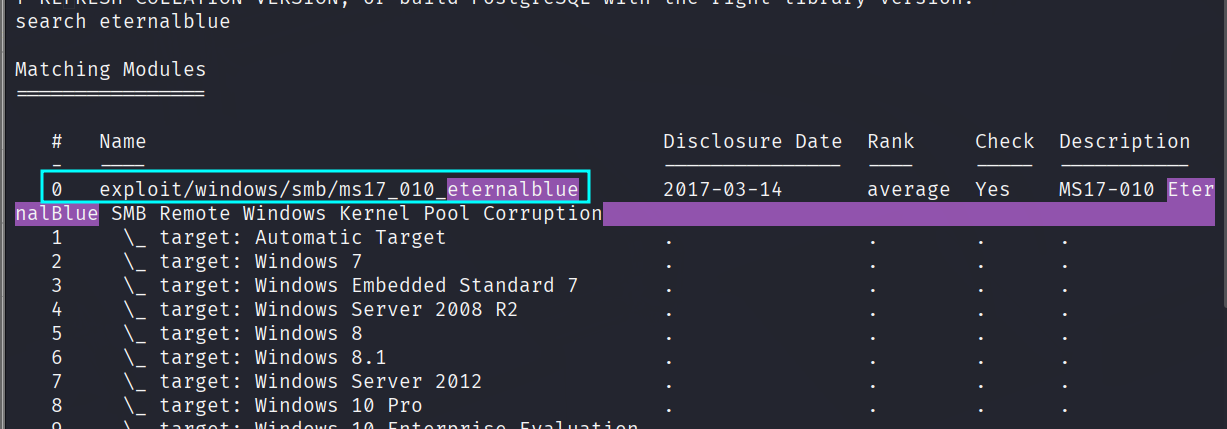 T REFRESH COLLATION VERSION, or build PostgreSQL with the right library version.
search eternalblue
Matching Modules
================
# Name Disclosure Date Rank Check Description
- ---- --------------- ---- ----- -----------
0 exploit/windows/smb/ms17_010_eternalblue 2017-03-14 average Yes MS17-010 Eter
nalBlue SMB Remote Windows Kernel Pool Corruption
1 \_ target: Automatic Target . . . .
2 \_ target: Windows 7 . . . .
3 \_ target: Windows Embedded Standard 7 . . . .
4 \_ target: Windows Server 2008 R2 . . . .
5 \_ target: Windows 8 . . . .
6 \_ target: Windows 8.1 . . . .
7 \_ target: Windows Server 2012 . . . .
8 \_ target: Windows 10 Pro . . . .
9 \_ target: Windows 10 Enterprise Evaluation